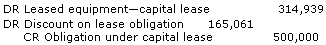 DR Leased equipment—capital lease 314,939
DR Discount on lease obligation 165,061
CR Obligation under capital lease 500,000